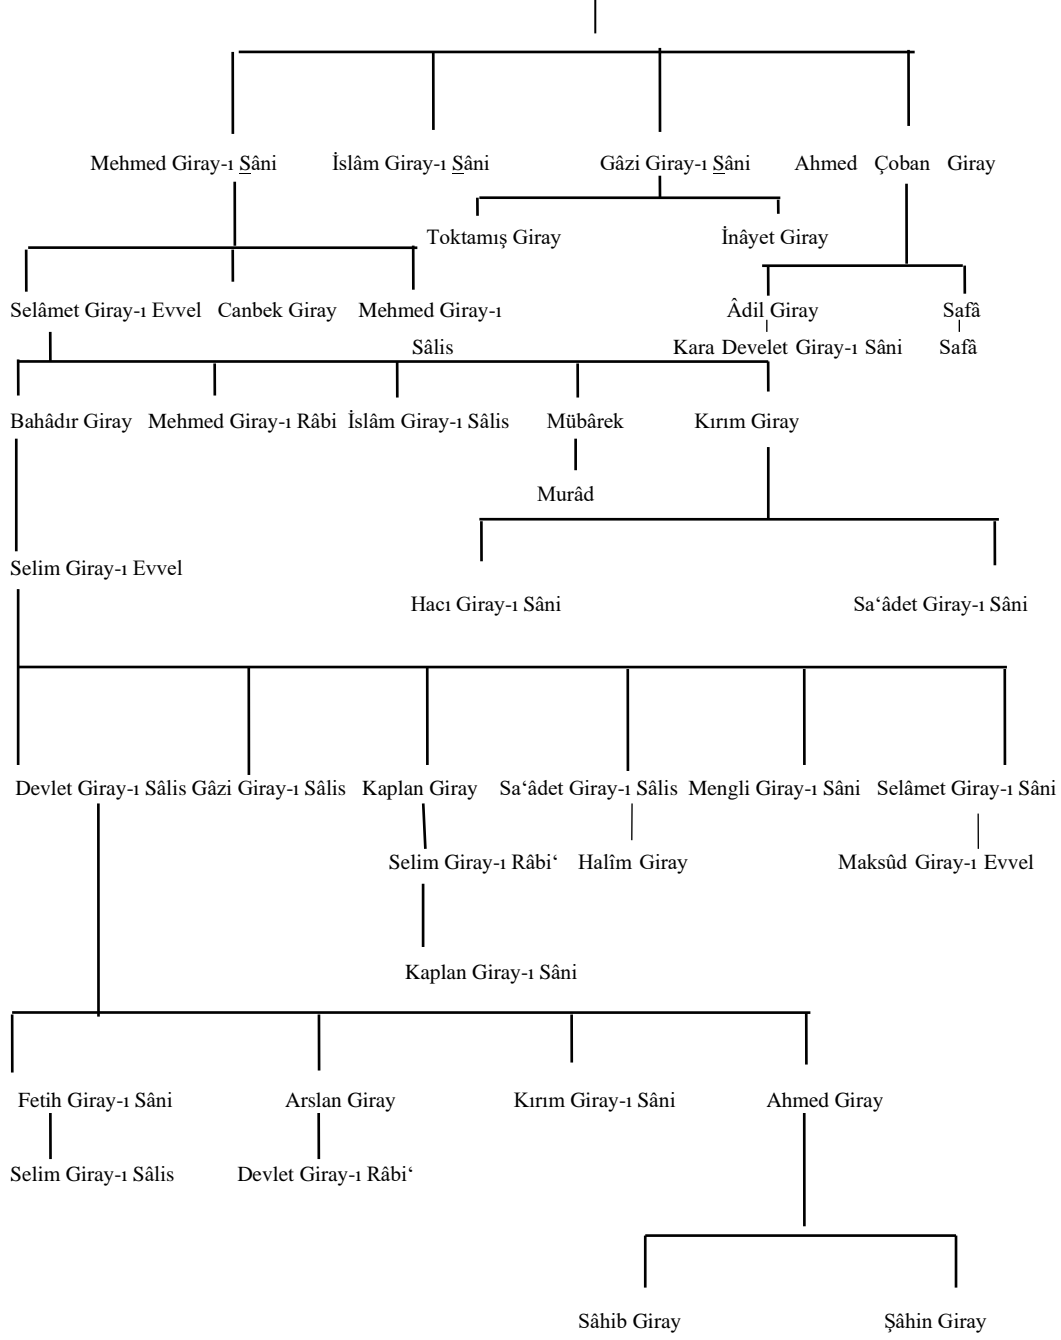 Mehmed Giray-ı Sâni İslâm Giray-ı Sâni Gâzi Giray-ı Sâni Ahmed Çoban Giray
Toktamış Giray İnâyet Giray
Selâmet Giray-ı Evvel Canbek Giray Mehmed Giray-ı Âdil Giray Safâ
Sâlis Kara Develet Giray-ı Sâni Safâ
Bahâdır Giray Mehmed Giray-ı Râbi İslâm Giray-ı Sâlis Mübârek Kırım Giray
Murâd
Selim Giray-ı Evvel
Hacı Giray-ı Sâni Sa‘âdet Giray-ı Sâni
Devlet Giray-ı Sâlis Gâzi Giray-ı Sâlis Kaplan Giray Sa‘âdet Giray-ı Sâlis Mengli Giray-ı Sâni Selâmet Giray-ı Sâni
Selim Giray-ı Râbi‘ Halîm Giray Maksûd Giray-ı Evvel
Kaplan Giray-ı Sâni
Fetih Giray-ı Sâni Arslan Giray Kırım Giray-ı Sâni Ahmed Giray
Selim Giray-ı Sâlis Devlet Giray-ı Râbi‘
Sâhib Giray Şâhin Giray